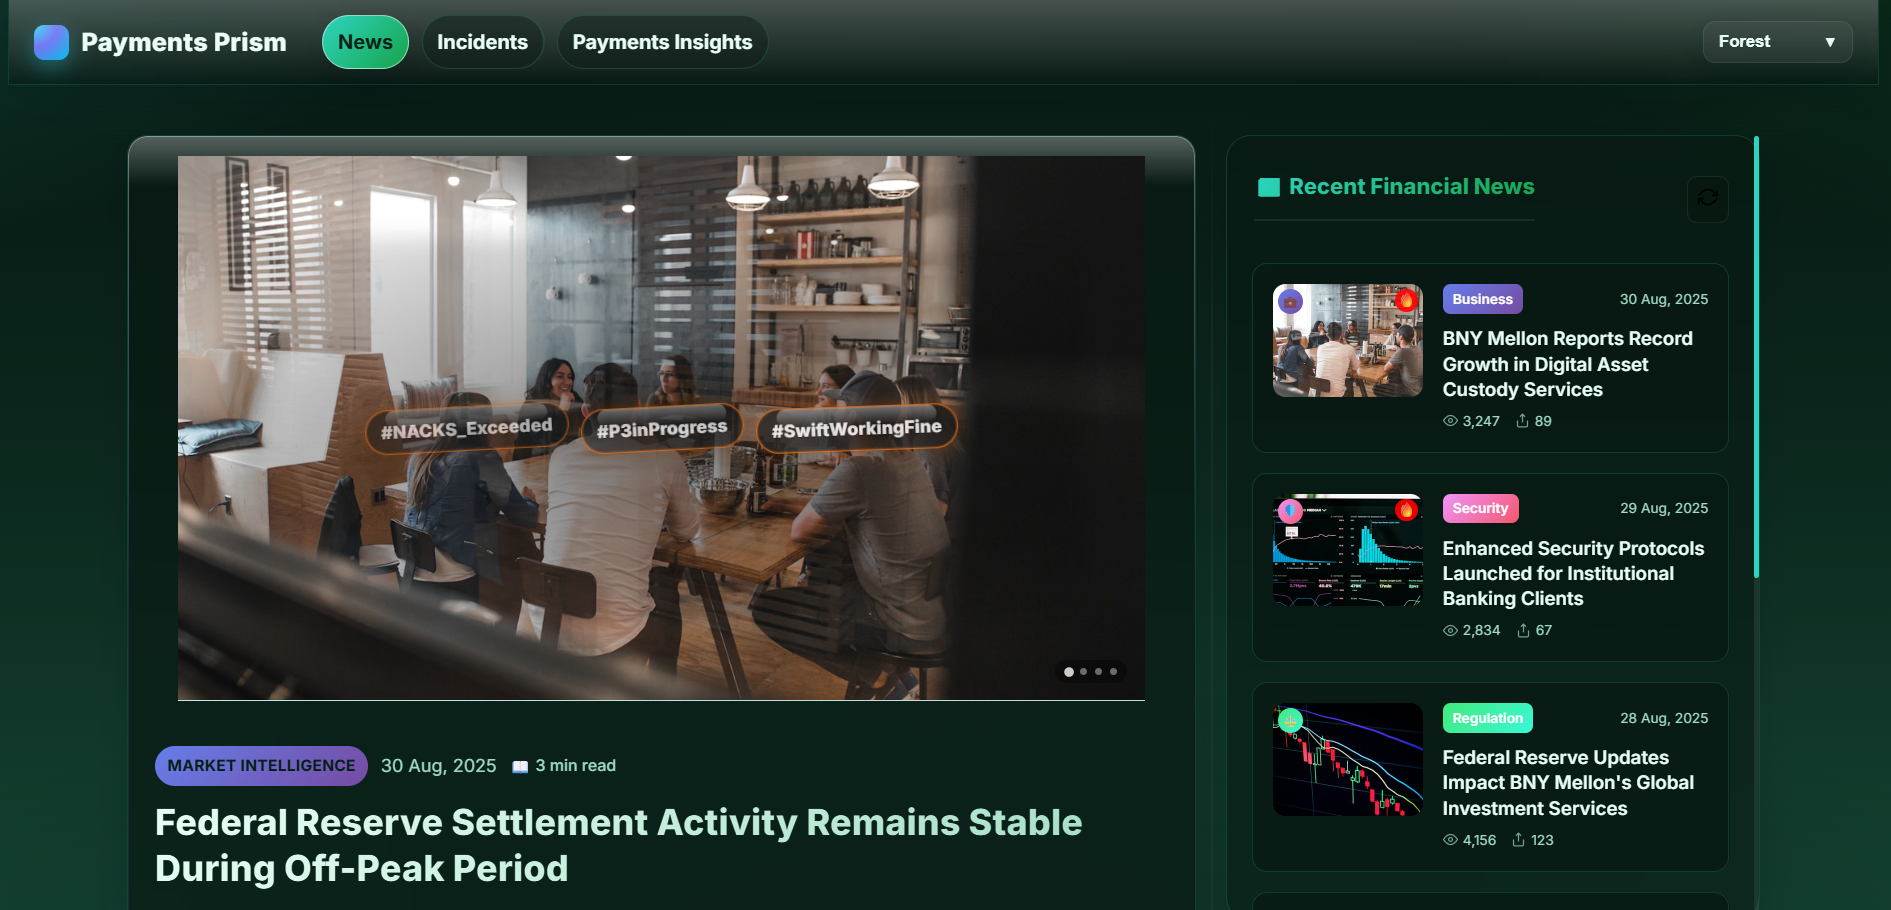 Payments Prism
News
Incidents
Payments Insights
Forest
#NACKS_Exceeded
#P3inProgress
#SwiftWorkingFine
MARKET INTELLIGENCE
30 Aug, 2025
3 min read
Federal Reserve Settlement Activity Remains Stable
During Off-Peak Period
Recent Financial News
Business
30 Aug, 2025
BNY Mellon Reports Record
Growth in Digital Asset
Custody Services
3,247
89
Security
29 Aug, 2025
Enhanced Security Protocols
Launched for Institutional
Banking Clients
2,834
67
Regulation
28 Aug, 2025
Federal Reserve Updates
Impact BNY Mellon's Global
Investment Services
4,156
123